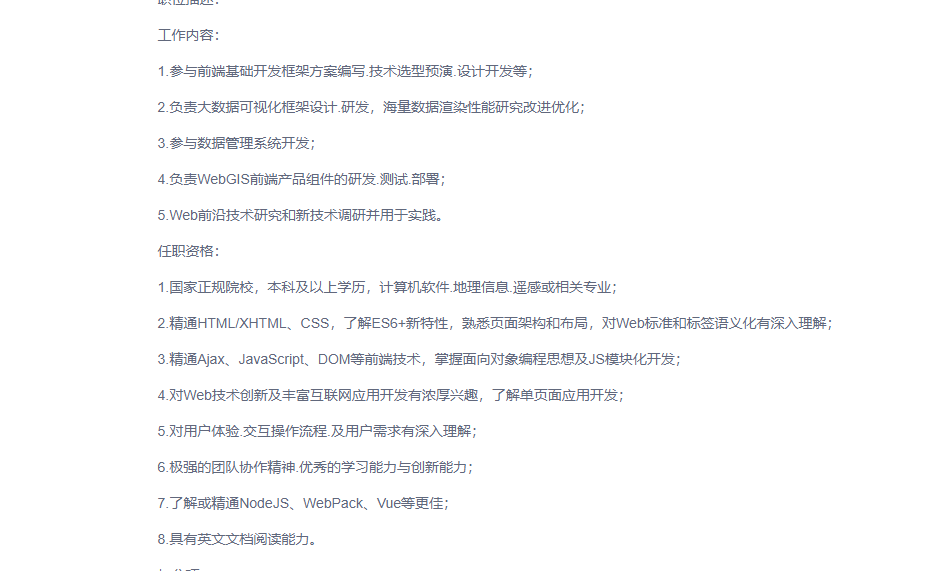 职位描述：
工作内容：
1.参与前端基础开发框架方案编写.技术选型预演.设计开发等；
2.负责大数据可视化框架设计.研发，海量数据渲染性能研究改进优化；
3.参与数据管理系统开发；
4.负责WebGIS前端产品组件的研发.测试.部署；
5.Web前沿技术研究和新技术调研并用于实践。
任职资格：
1.国家正规院校，本科及以上学历，计算机软件.地理信息.遥感或相关专业；
2.精通HTML/XHTML、CSS，了解ES6+新特性，熟悉页面架构和布局，对Web标准和标签语义化有深入理解；
3.精通Ajax、JavaScript、DOM等前端技术，掌握面向对象编程思想及JS模块化开发；
4.对Web技术创新及丰富互联网应用开发有浓厚兴趣，了解单页面应用开发；
5.对用户体验.交互操作流程.及用户需求有深入理解；
6.极强的团队协作精神.优秀的学习能力与创新能力；
7.了解或精通NodeJS、WebPack、Vue等更佳；
8.具有英文文档阅读能力。